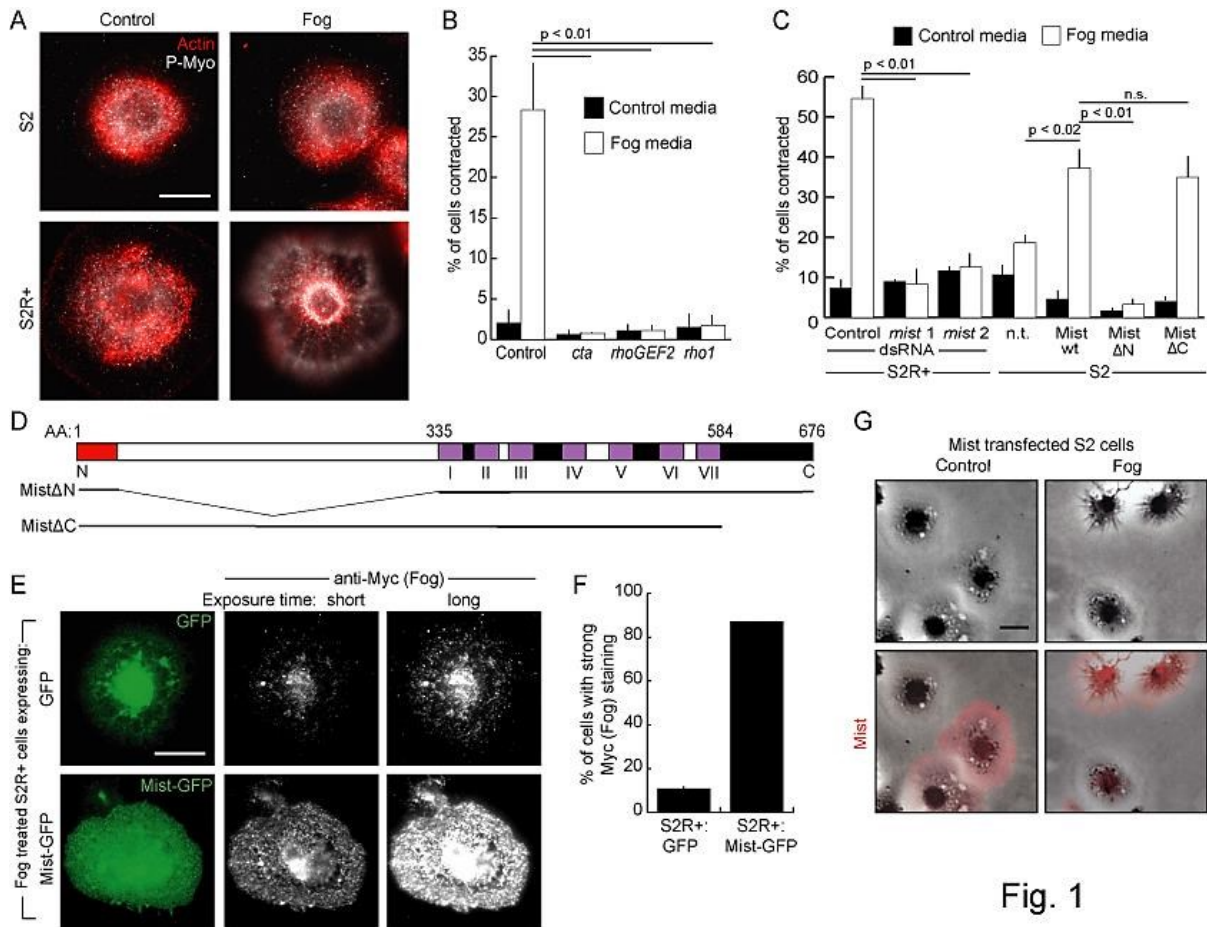 A
Control
Fog
Actin
P-Myo
S2
S2R+
B
p < 0.01
% of cells contracted
35
30
25
20
15
10
5
0
Control media
Fog media
Control
cta
rhoGEF2
rho1
C
Control media
Fog media
p < 0.01
n.s.
p < 0.01
p < 0.02
% of cells contracted
60
50
40
30
20
10
10
Control
mist 1
mist 2
n.t.
Mist wt
Mist ΔN
Mist ΔC
dsRNA
S2R+
S2
D
AA:1
335
584
676
N
I
II
III
IV
V
VI
VII
C
MistΔN
MistΔC
E
anti-Myc (Fog)
Exposure time: short
long
Fog treated S2R+ cells expressing:
GFP
Mist-GFP
GFP
Mist-GFP
F
% of cells with strong
Myc (Fog) staining
100
80
60
40
20
0
S2R+:
GFP
S2R+:
Mist-GFP
G
Mist transfected S2 cells
Control
Fog
Mist
Fig. 1